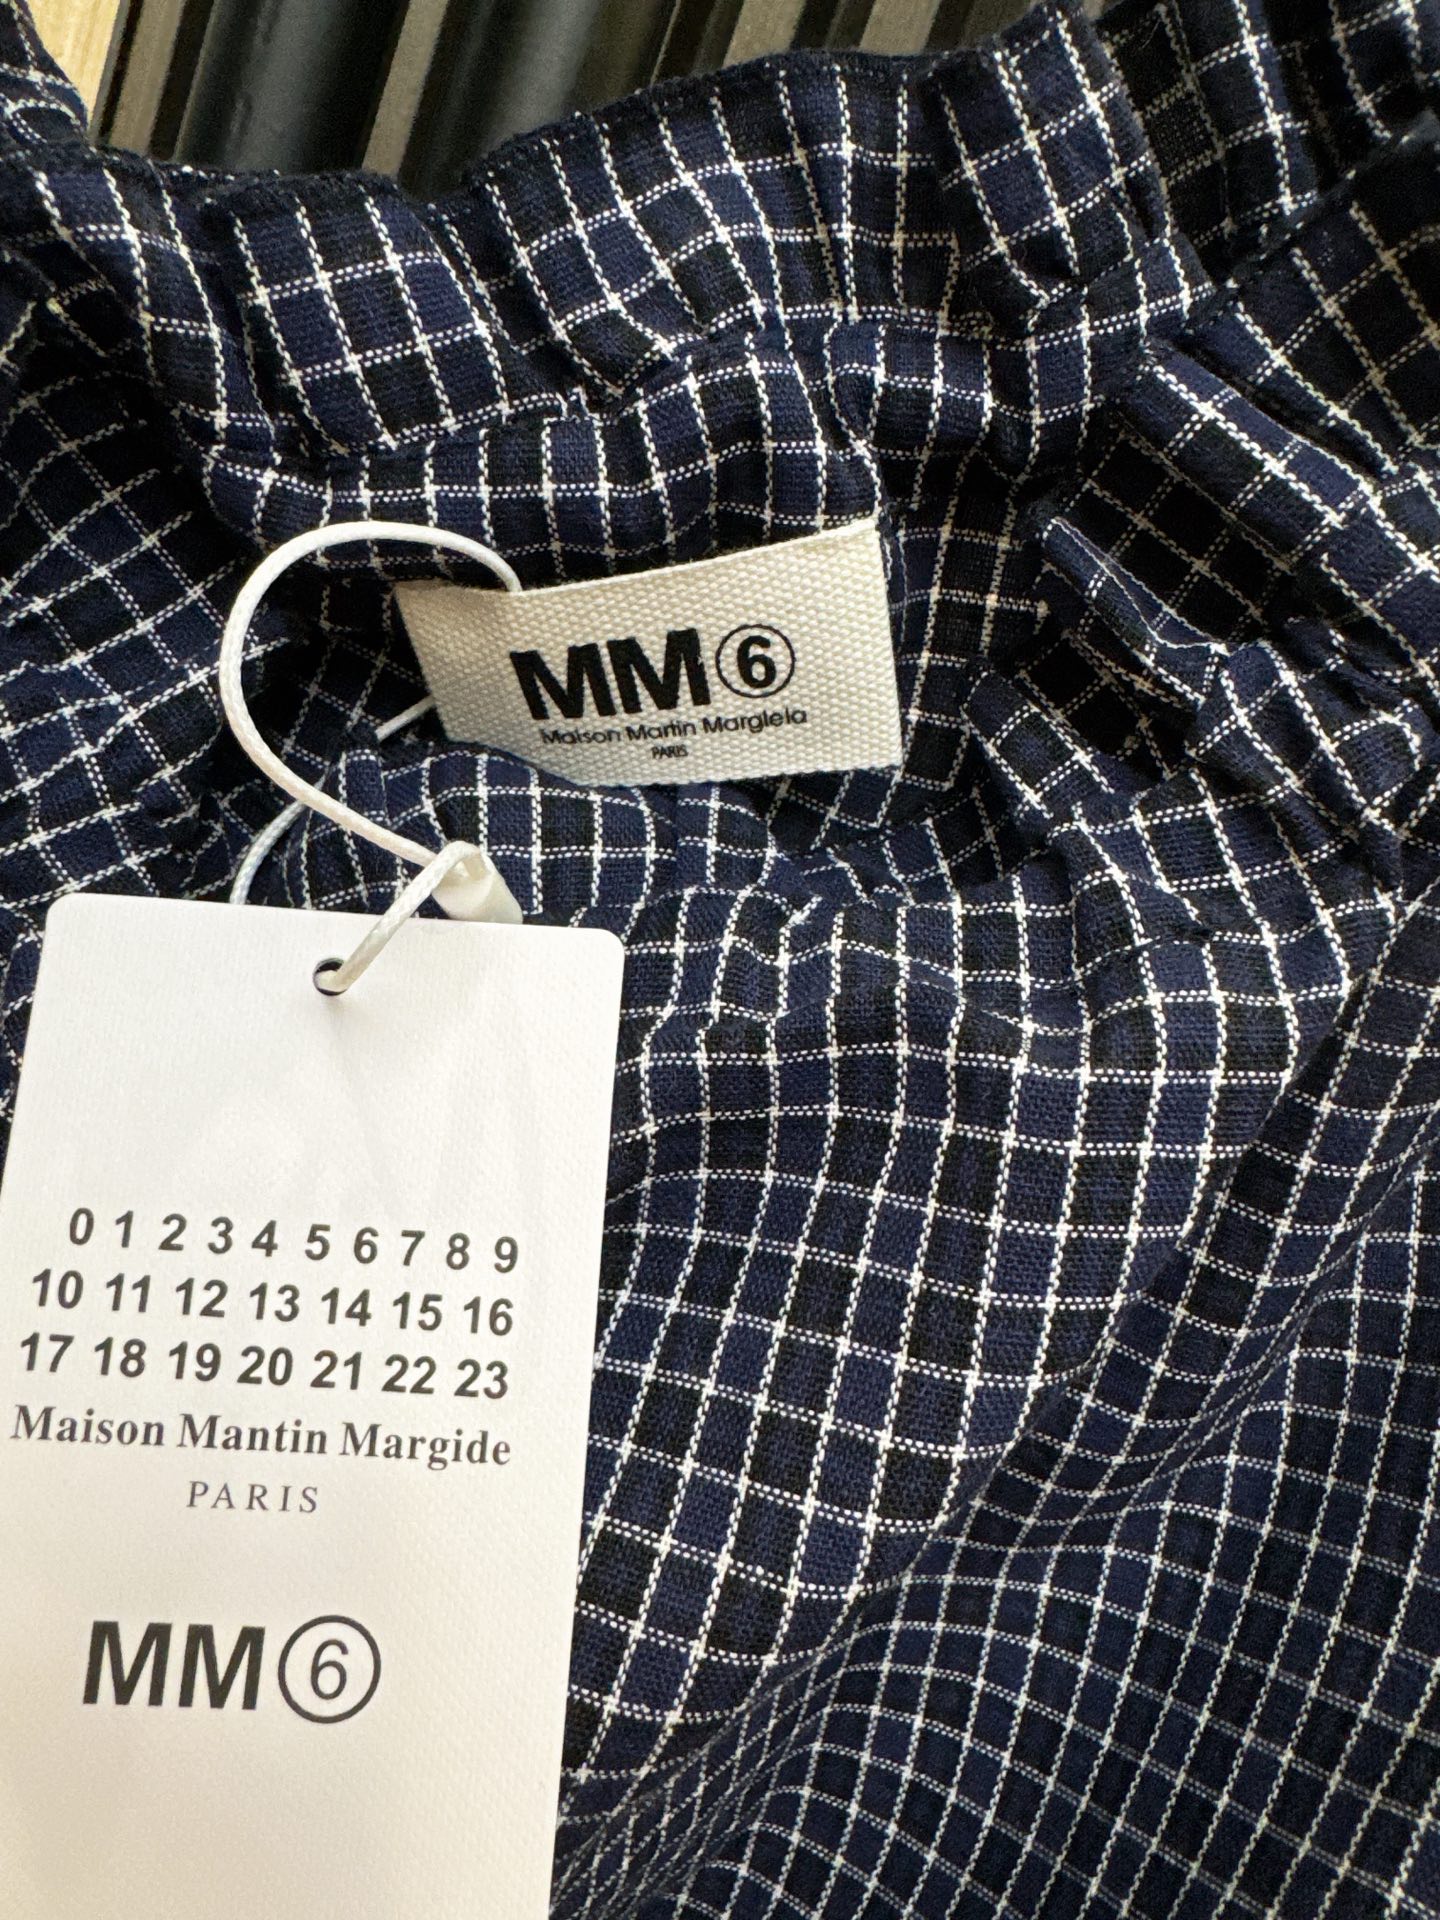 MM⑥
Maison Martin Marglela
PARIS
0 1 2 3 4 5 6 7 8 9
10 11 12 13 14 15 16
17 18 19 20 21 22 23
Maison Mantin Margide
PARIS
MM⑥